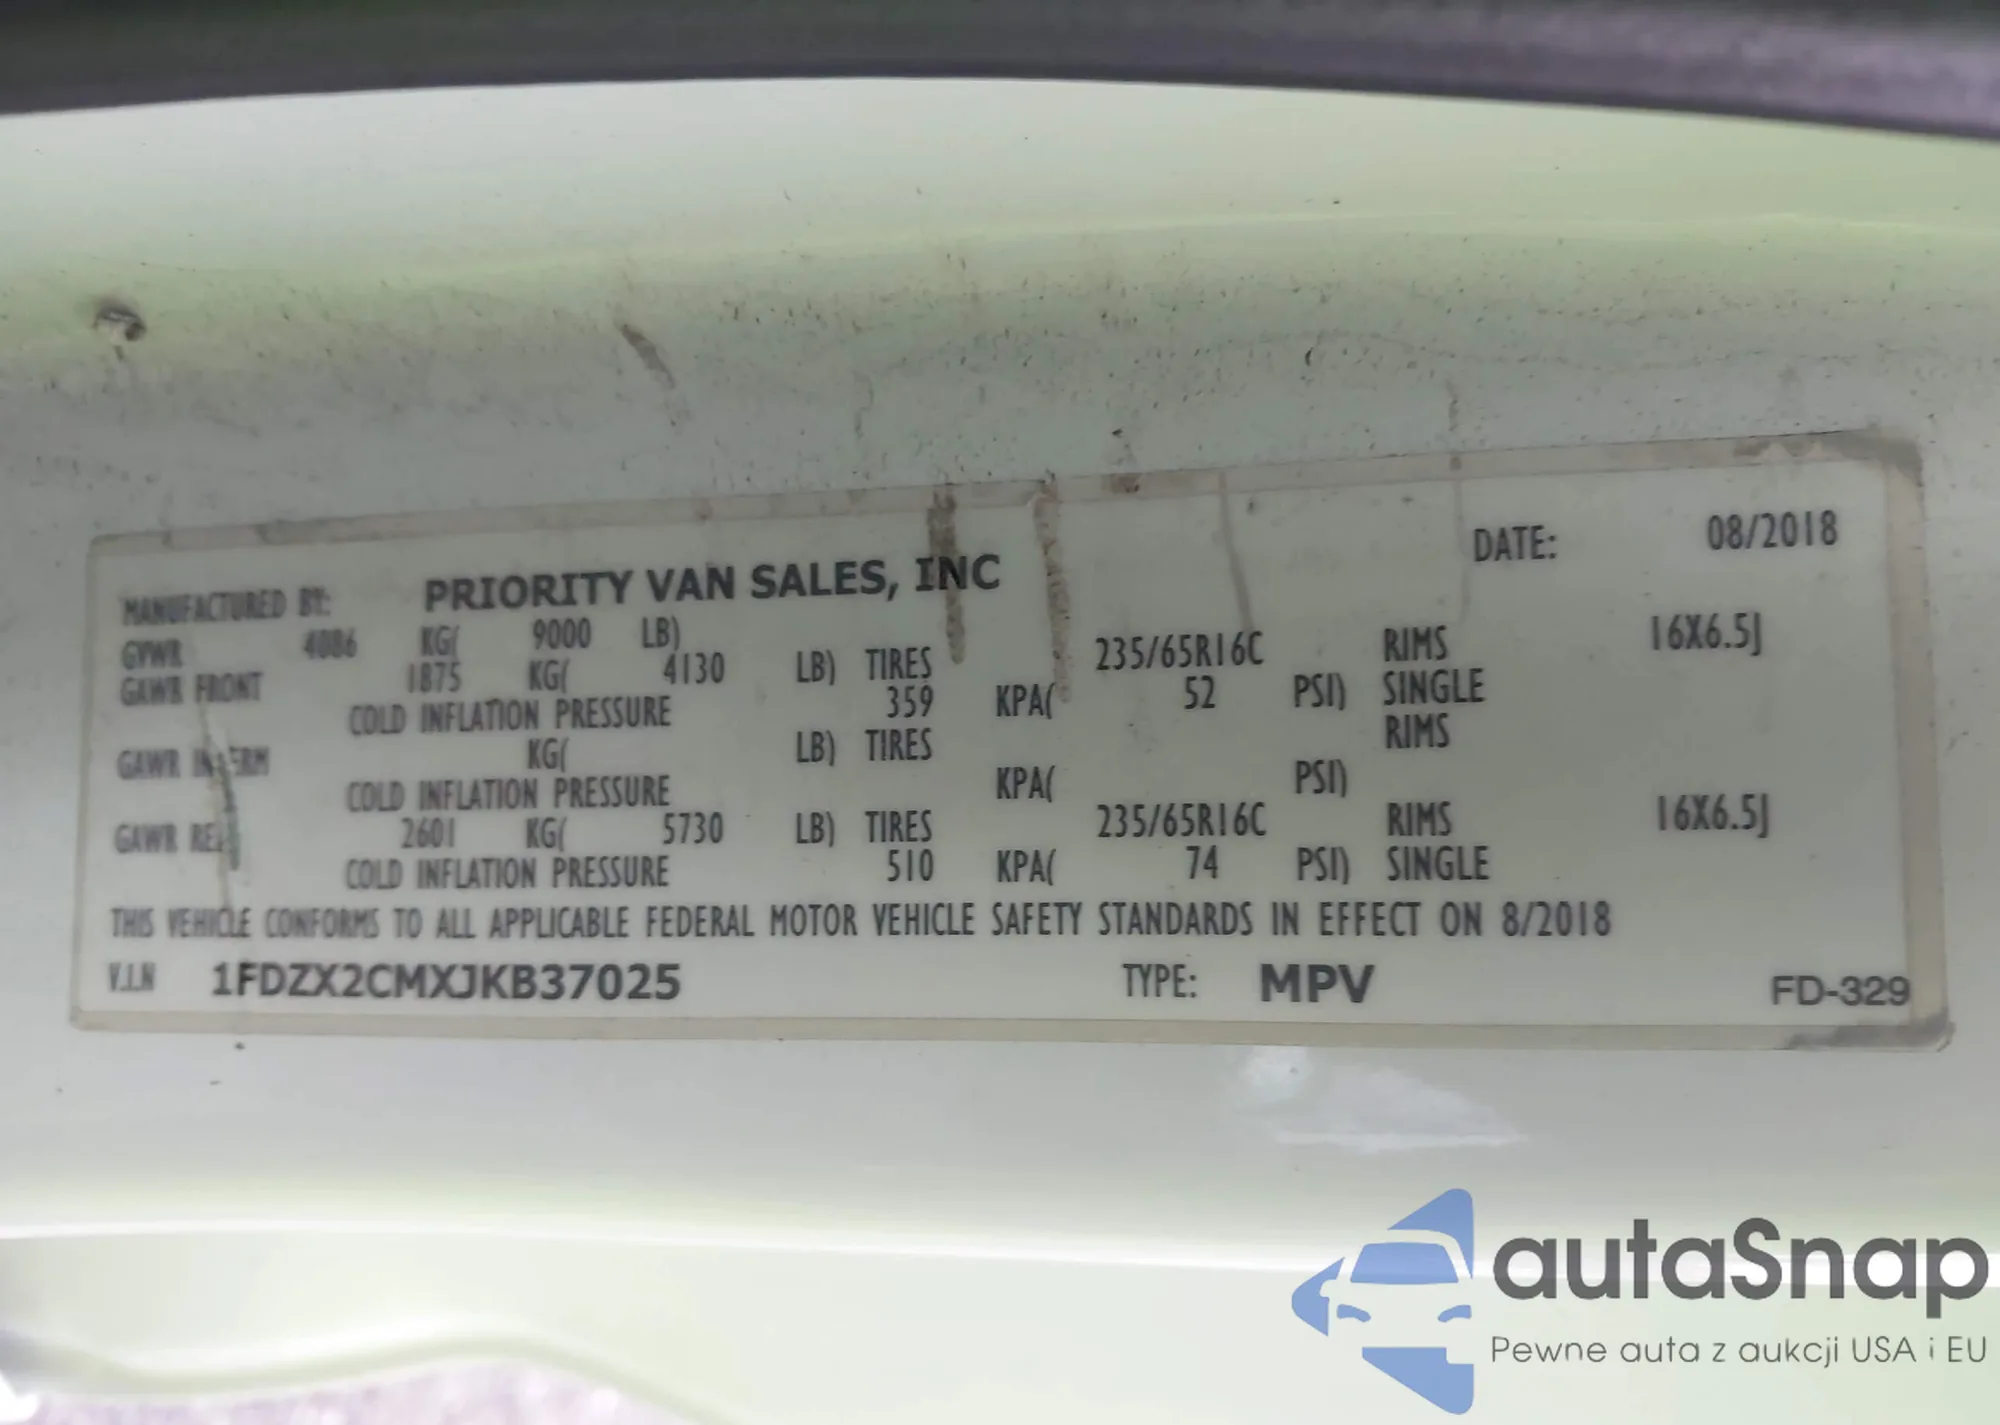 MANUFACTURED BY: PRIORITY VAN SALES, INC DATE: 08/2018
GVWR 4086 KG( 9000 LB)
GAWR FRONT 1875 KG( 4130 LB) TIRES 235/65R16C RIMS 16X6.5J
COLD INFLATION PRESSURE 359 KPA( 52 PSI) SINGLE
GAWR INTERM KG( LB) TIRES RIMS
COLD INFLATION PRESSURE KPA( PSI)
GAWR REAR 2601 KG( 5730 LB) TIRES 235/65R16C RIMS 16X6.5J
COLD INFLATION PRESSURE 510 KPA( 74 PSI) SINGLE
THIS VEHICLE CONFORMS TO ALL APPLICABLE FEDERAL MOTOR VEHICLE SAFETY STANDARDS IN EFFECT ON 8/2018
V.I.N 1FDZX2CMXJKB37025 TYPE: MPV FD-329
autaSnap
Pewne auta z aukcji USA i EU